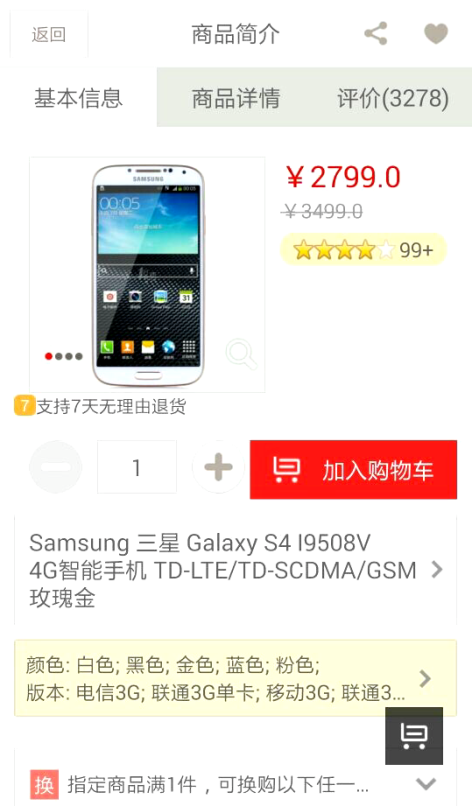 返回
商品简介
基本信息
商品详情
评价(3278)
SAMSUNG
00:05
31
￥2799.0
￥3499.0
99+
7 支持7天无理由退货
1
加入购物车
Samsung 三星 Galaxy S4 I9508V
4G智能手机 TD-LTE/TD-SCDMA/GSM
玫瑰金
颜色: 白色; 黑色; 金色; 蓝色; 粉色;
版本: 电信3G; 联通3G单卡; 移动3G; 联通3...
换 指定商品满1件，可换购以下任一...